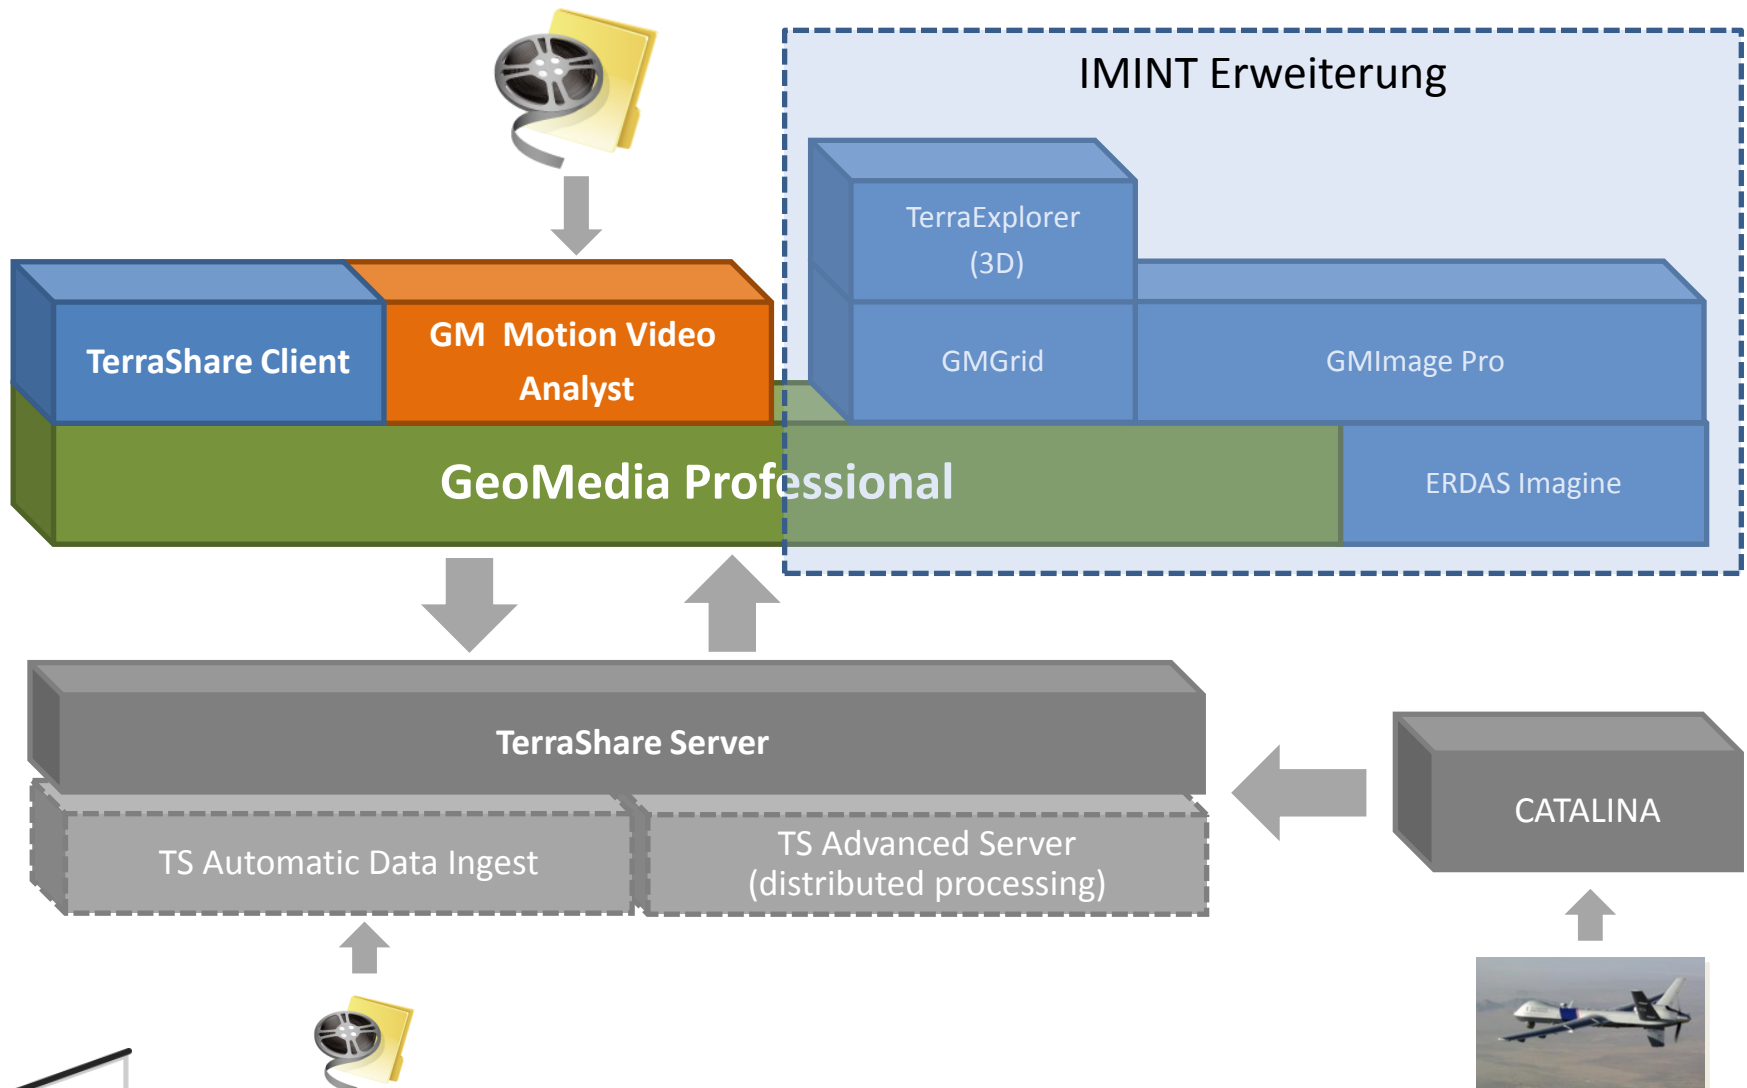 IMINT Erweiterung
TerraExplorer
(3D)
TerraShare Client
GM Motion Video
Analyst
GMGrid
GMImage Pro
GeoMedia Professional
ERDAS Imagine
TerraShare Server
CATALINA
TS Automatic Data Ingest
TS Advanced Server
(distributed processing)